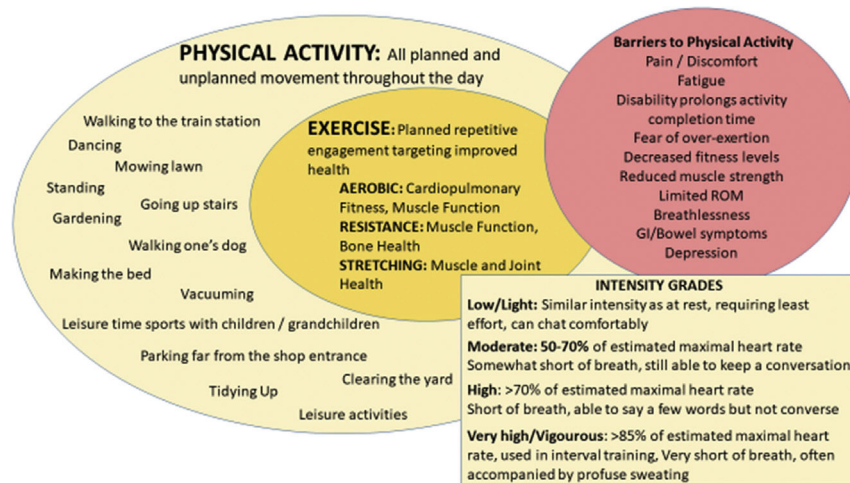 PHYSICAL ACTIVITY: All planned and
unplanned movement throughout the day
Walking to the train station
Dancing
Mowing lawn
Standing
Going up stairs
Gardening
Walking one's dog
Making the bed
Vacuuming
Leisure time sports with children / grandchildren
Parking far from the shop entrance
Clearing the yard
Tidying Up
Leisure activities
EXERCISE: Planned repetitive
engagement targeting improved
health
AEROBIC: Cardiopulmonary
Fitness, Muscle Function
RESISTANCE: Muscle Function,
Bone Health
STRETCHING: Muscle and Joint
Health
Barriers to Physical Activity
Pain / Discomfort
Fatigue
Disability prolongs activity
completion time
Fear of over-exertion
Decreased fitness levels
Reduced muscle strength
Limited ROM
Breathlessness
GI/Bowel symptoms
Depression
INTENSITY GRADES
Low/Light: Similar intensity as at rest, requiring least
effort, can chat comfortably
Moderate: 50-70% of estimated maximal heart rate
Somewhat short of breath, still able to keep a conversation
High: >70% of estimated maximal heart rate
Short of breath, able to say a few words but not converse
Very high/Vigourous: >85% of estimated maximal heart
rate, used in interval training, Very short of breath, often
accompanied by profuse sweating